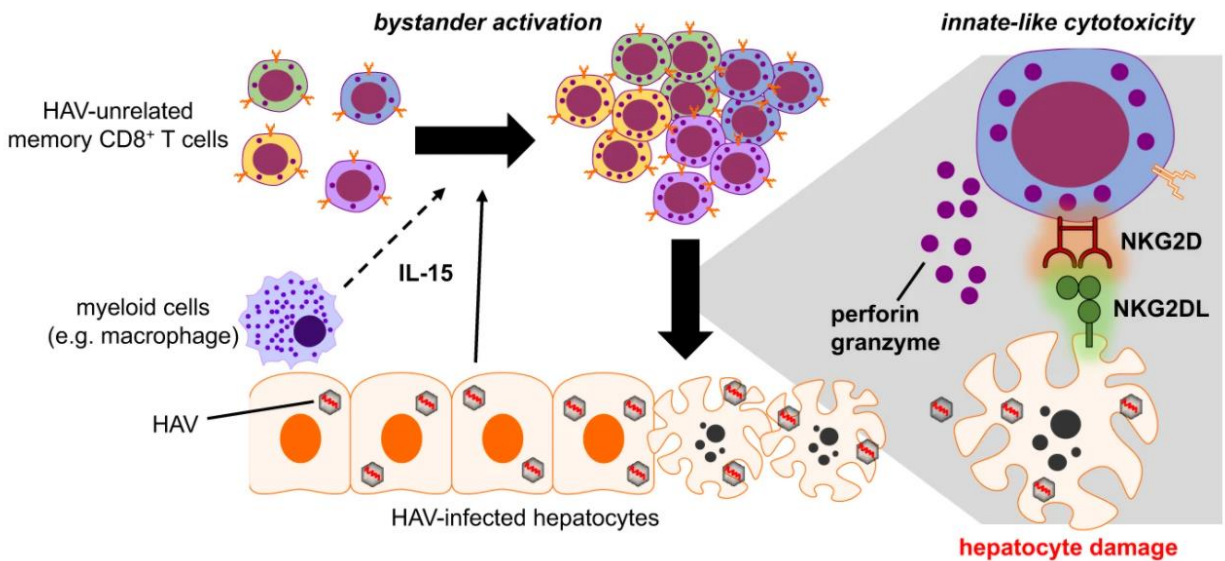 bystander activation
innate-like cytotoxicity
HAV-unrelated
memory CD8⁺ T cells
IL-15
NKG2D
myeloid cells
(e.g. macrophage)
perforin
granzyme
NKG2DL
HAV
HAV-infected hepatocytes
hepatocyte damage